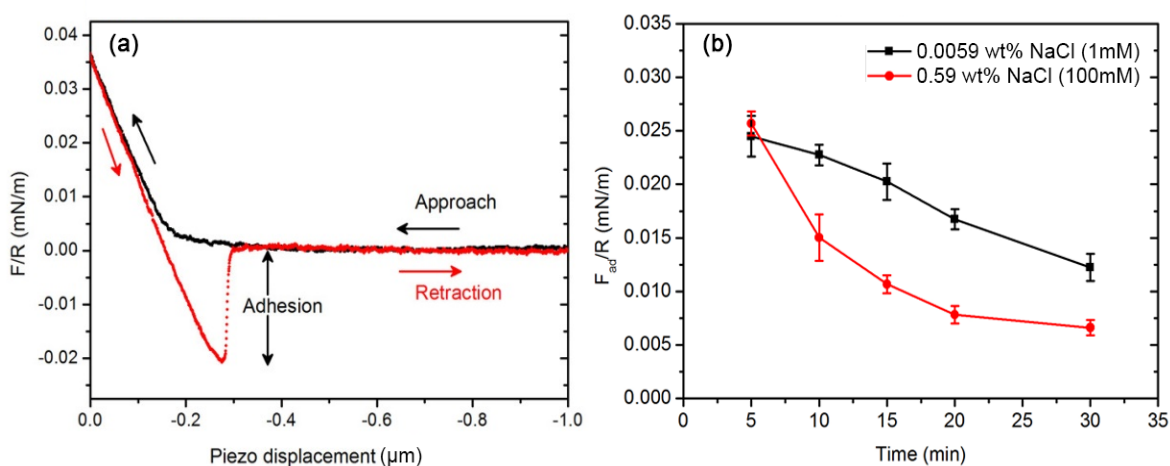 (a)
0.04
0.03
0.02
0.01
0.00
-0.01
-0.02
F/R (mN/m)
Approach
Retraction
Adhesion
0.0 -0.2 -0.4 -0.6 -0.8 -1.0
Piezo displacement (μm)
(b)
0.0059 wt% NaCl (1mM)
0.59 wt% NaCl (100mM)
0.035
0.030
0.025
0.020
0.015
0.010
0.005
0.000
F_ad/R (mN/m)
0 5 10 15 20 25 30 35
Time (min)